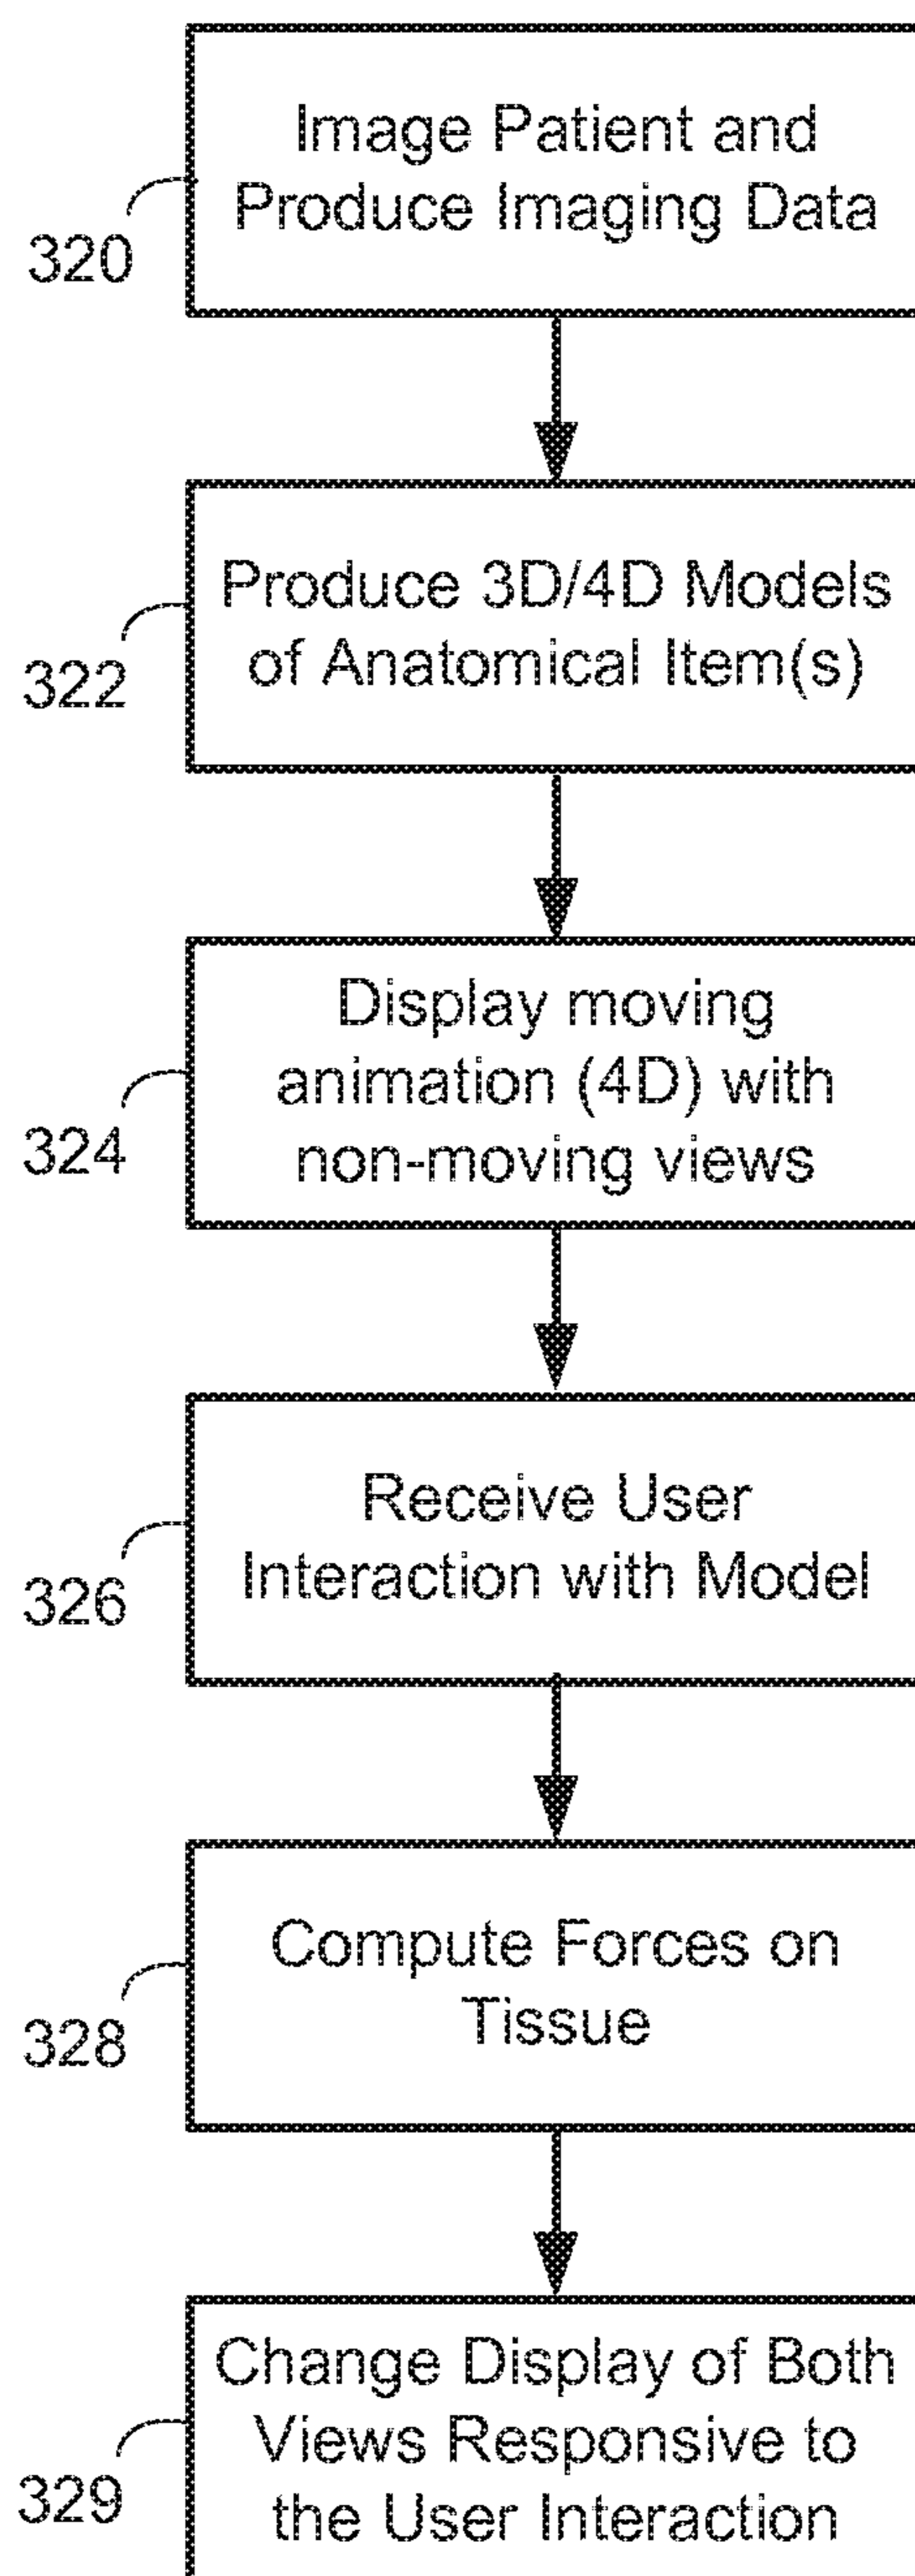 Image Patient and
Produce Imaging Data
320
Produce 3D/4D Models
of Anatomical Item(s)
322
Display moving
animation (4D) with
non-moving views
324
Receive User
Interaction with Model
326
Compute Forces on
Tissue
328
Change Display of Both
Views Responsive to
the User Interaction
329